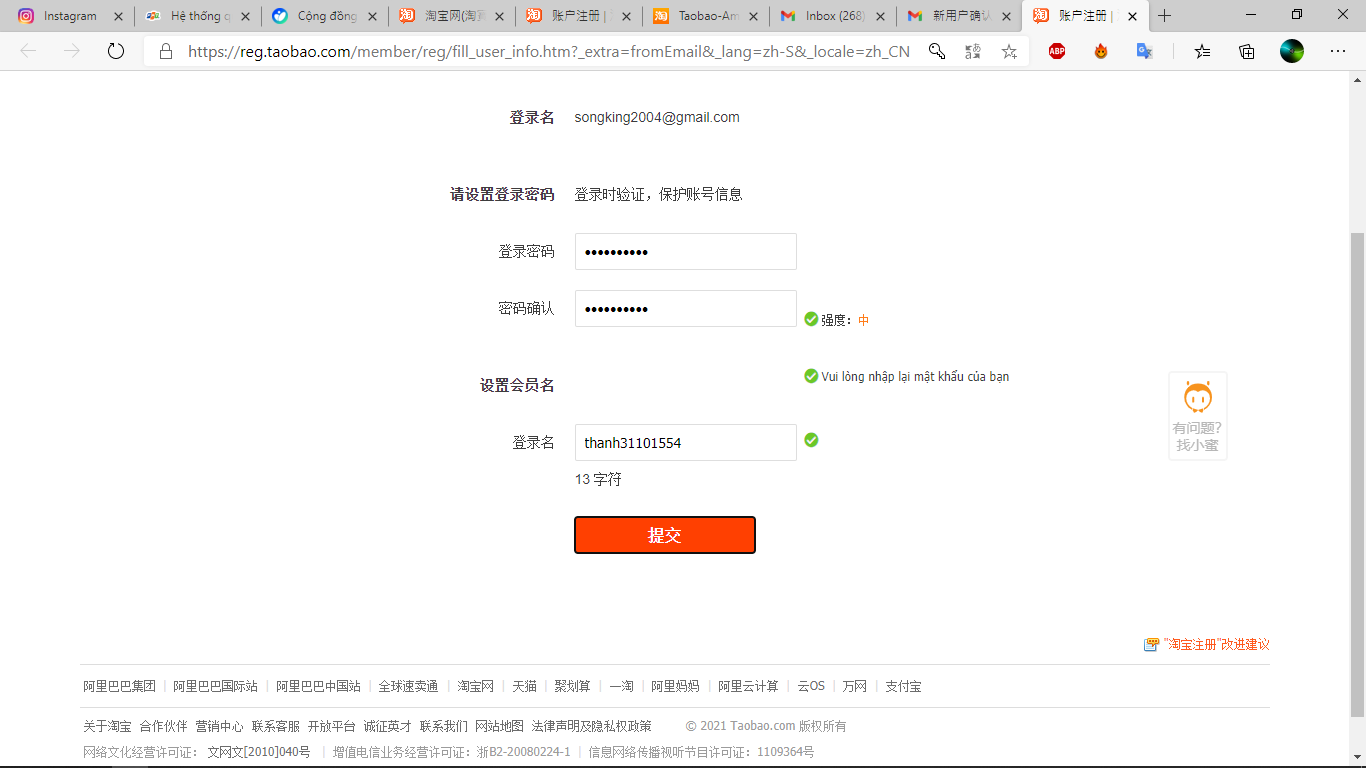 Instagram
Hệ thống q
Cộng đồng
淘宝网(淘
账户注册 |
Taobao-Am
Inbox (268)
新用户确认
账户注册 |
https://reg.taobao.com/member/reg/fill_user_info.htm?_extra=fromEmail&_lang=zh-S&_locale=zh_CN
ABP
登录名 songking2004@gmail.com
请设置登录密码 登录时验证，保护账号信息
登录密码 ••••••••••
密码确认 ••••••••••
强度：中
Vui lòng nhập lại mật khẩu của bạn
设置会员名
登录名 thanh31101554
13 字符
提交
有问题?
找小蜜
"淘宝注册"改进建议
阿里巴巴集团 | 阿里巴巴国际站 | 阿里巴巴中国站 | 全球速卖通 | 淘宝网 | 天猫 | 聚划算 | 一淘 | 阿里妈妈 | 阿里云计算 | 云OS | 万网 | 支付宝
关于淘宝 合作伙伴 营销中心 联系客服 开放平台 诚征英才 联系我们 网站地图 法律声明及隐私权政策 © 2021 Taobao.com 版权所有
网络文化经营许可证： 文网文[2010]040号 | 增值电信业务经营许可证：浙B2-20080224-1 | 信息网络传播视听节目许可证：1109364号